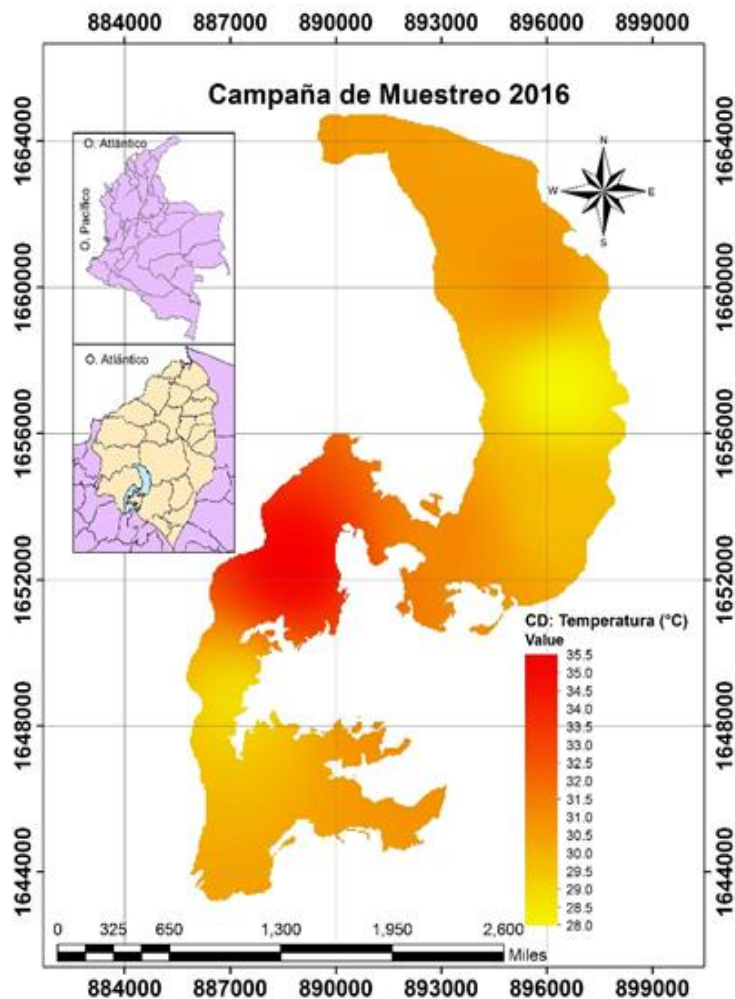 884000 887000 890000 893000 896000 899000
Campaña de Muestreo 2016
O. Atlántico
O. Pacífico
N
W E
S
O. Atlántico
1664000 1664000
1660000 1660000
1656000 1656000
1652000 1652000
1648000 1648000
1644000 1644000
CD: Temperatura (°C)
Value
35.5
35.0
34.5
34.0
33.5
33.0
32.5
32.0
31.5
31.0
30.5
30.0
29.5
29.0
28.5
28.0
0 325 650 1,300 1,950 2,600
Miles
884000 887000 890000 893000 896000 899000